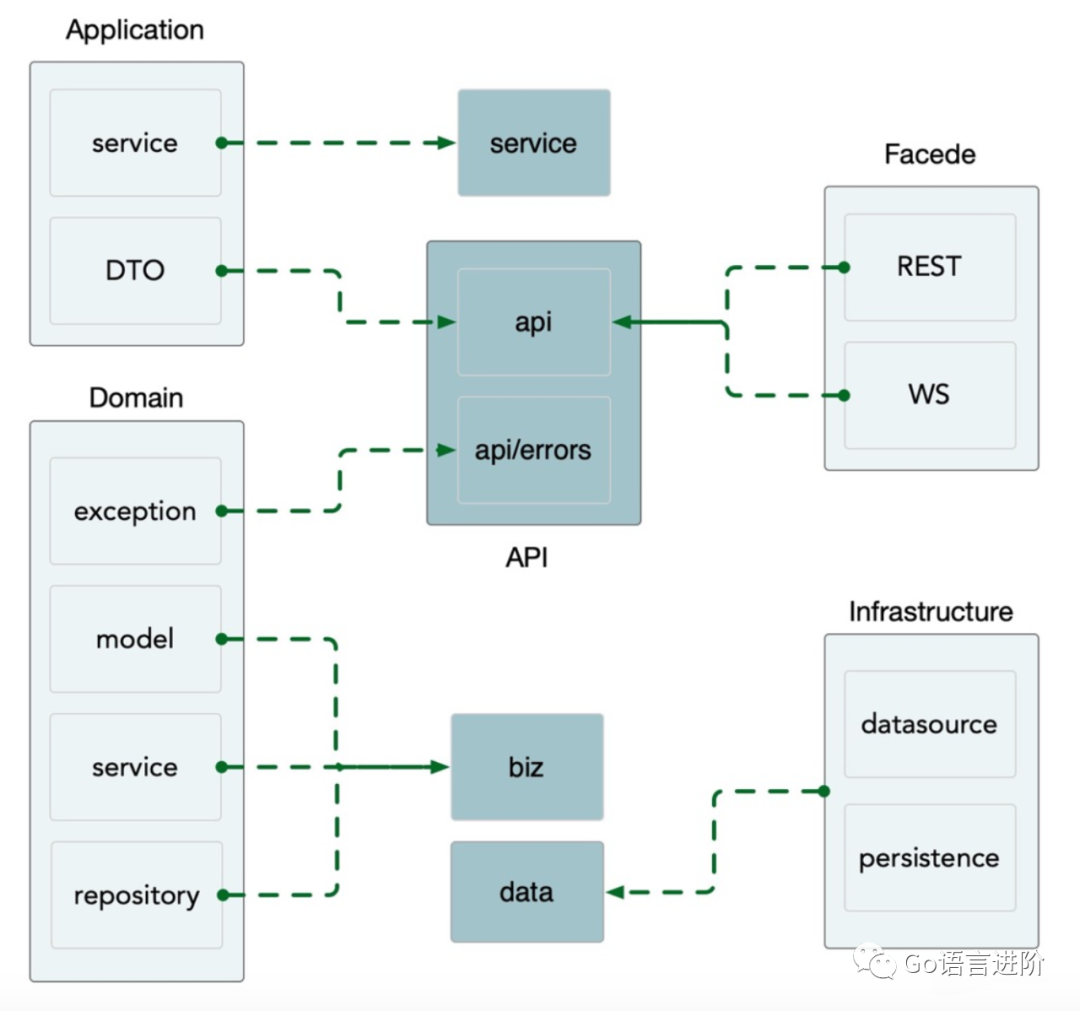 Application
service
DTO
service
Facede
REST
WS
api
api/errors
API
Domain
exception
model
service
repository
biz
data
Infrastructure
datasource
persistence
Go语言进阶